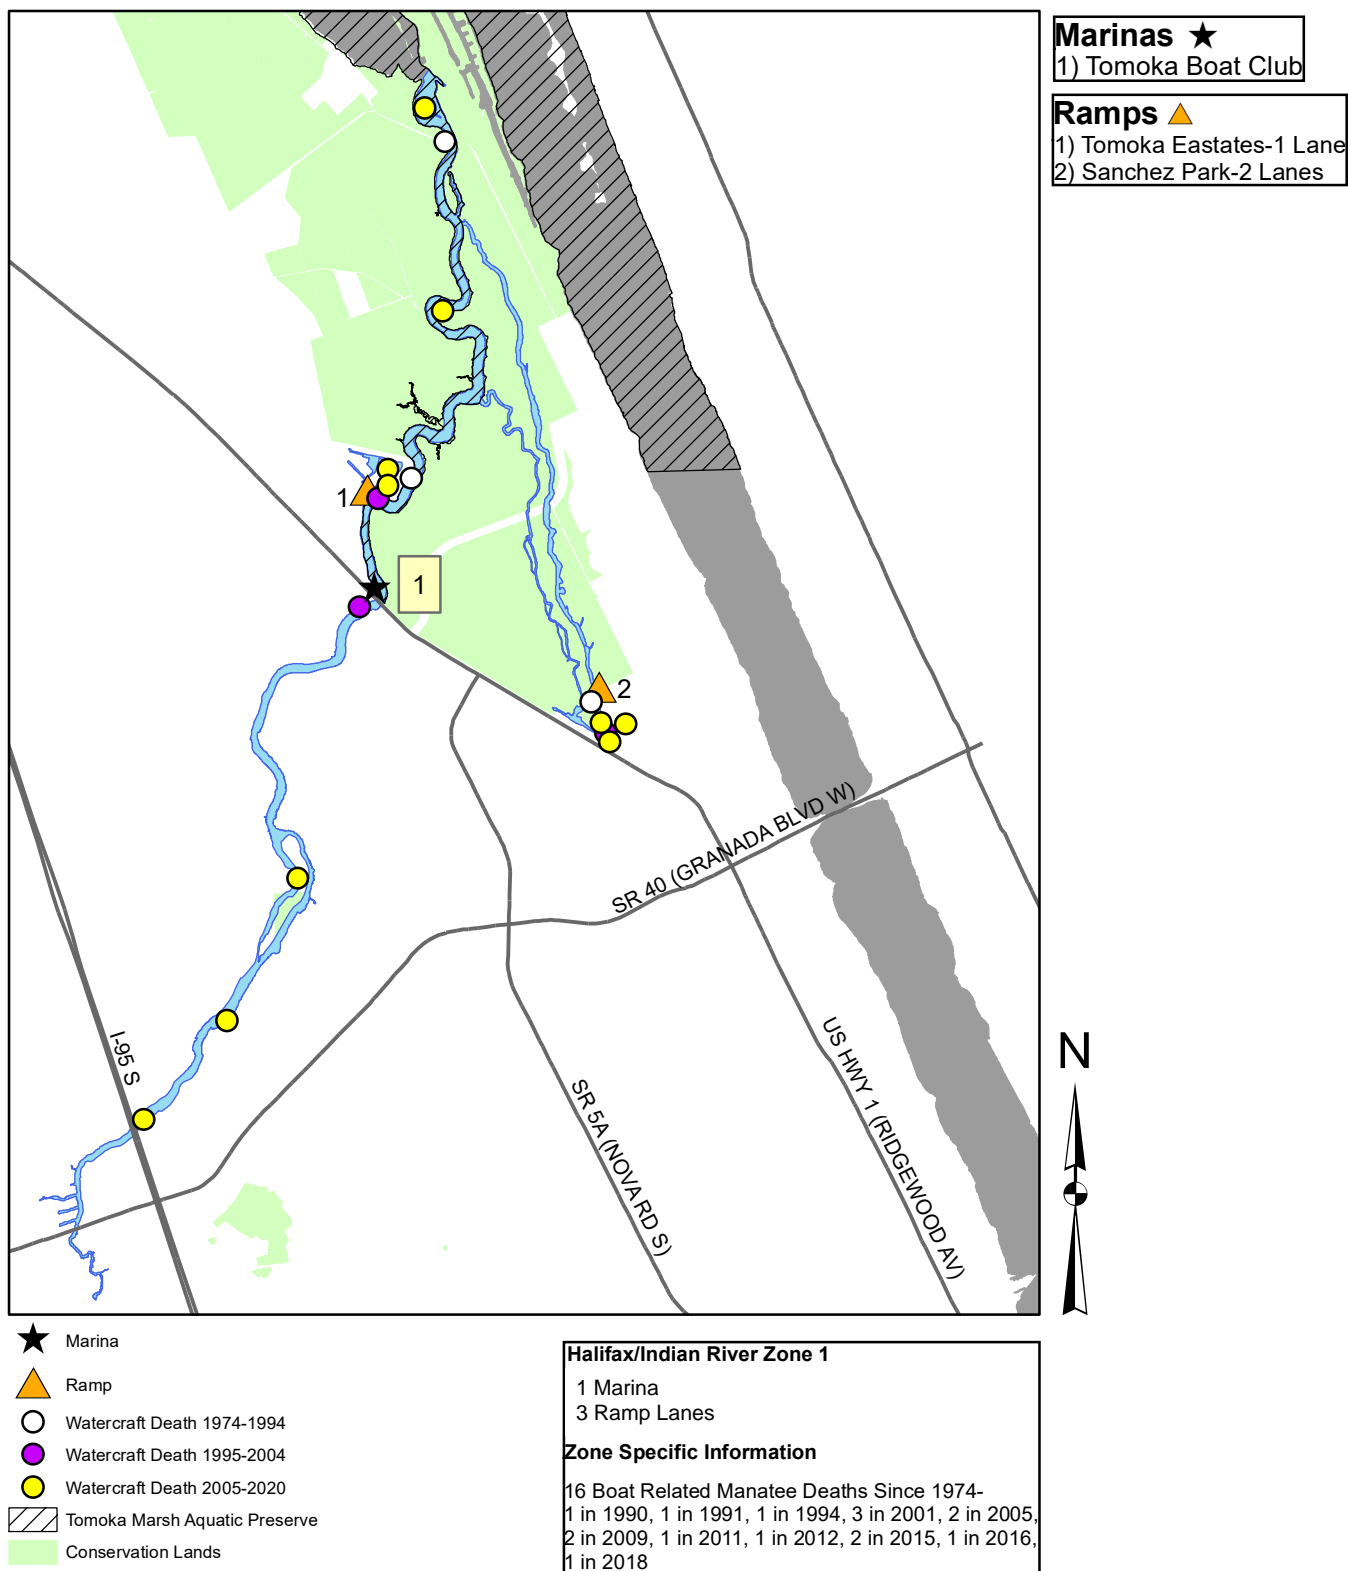 Marinas
1) Tomoka Boat Club
Ramps
1) Tomoka Eastates-1 Lane
2) Sanchez Park-2 Lanes
1
1
2
SR 40 (GRANADA BLVD W)
I-95 S
SR 5A (NOVA RD S)
US HWY 1 (RIDGEWOOD AV)
N
Marina
Ramp
Watercraft Death 1974-1994
Watercraft Death 1995-2004
Watercraft Death 2005-2020
Tomoka Marsh Aquatic Preserve
Conservation Lands
Halifax/Indian River Zone 1
1 Marina
3 Ramp Lanes
Zone Specific Information
16 Boat Related Manatee Deaths Since 1974-
1 in 1990, 1 in 1991, 1 in 1994, 3 in 2001, 2 in 2005,
2 in 2009, 1 in 2011, 1 in 2012, 2 in 2015, 1 in 2016,
1 in 2018